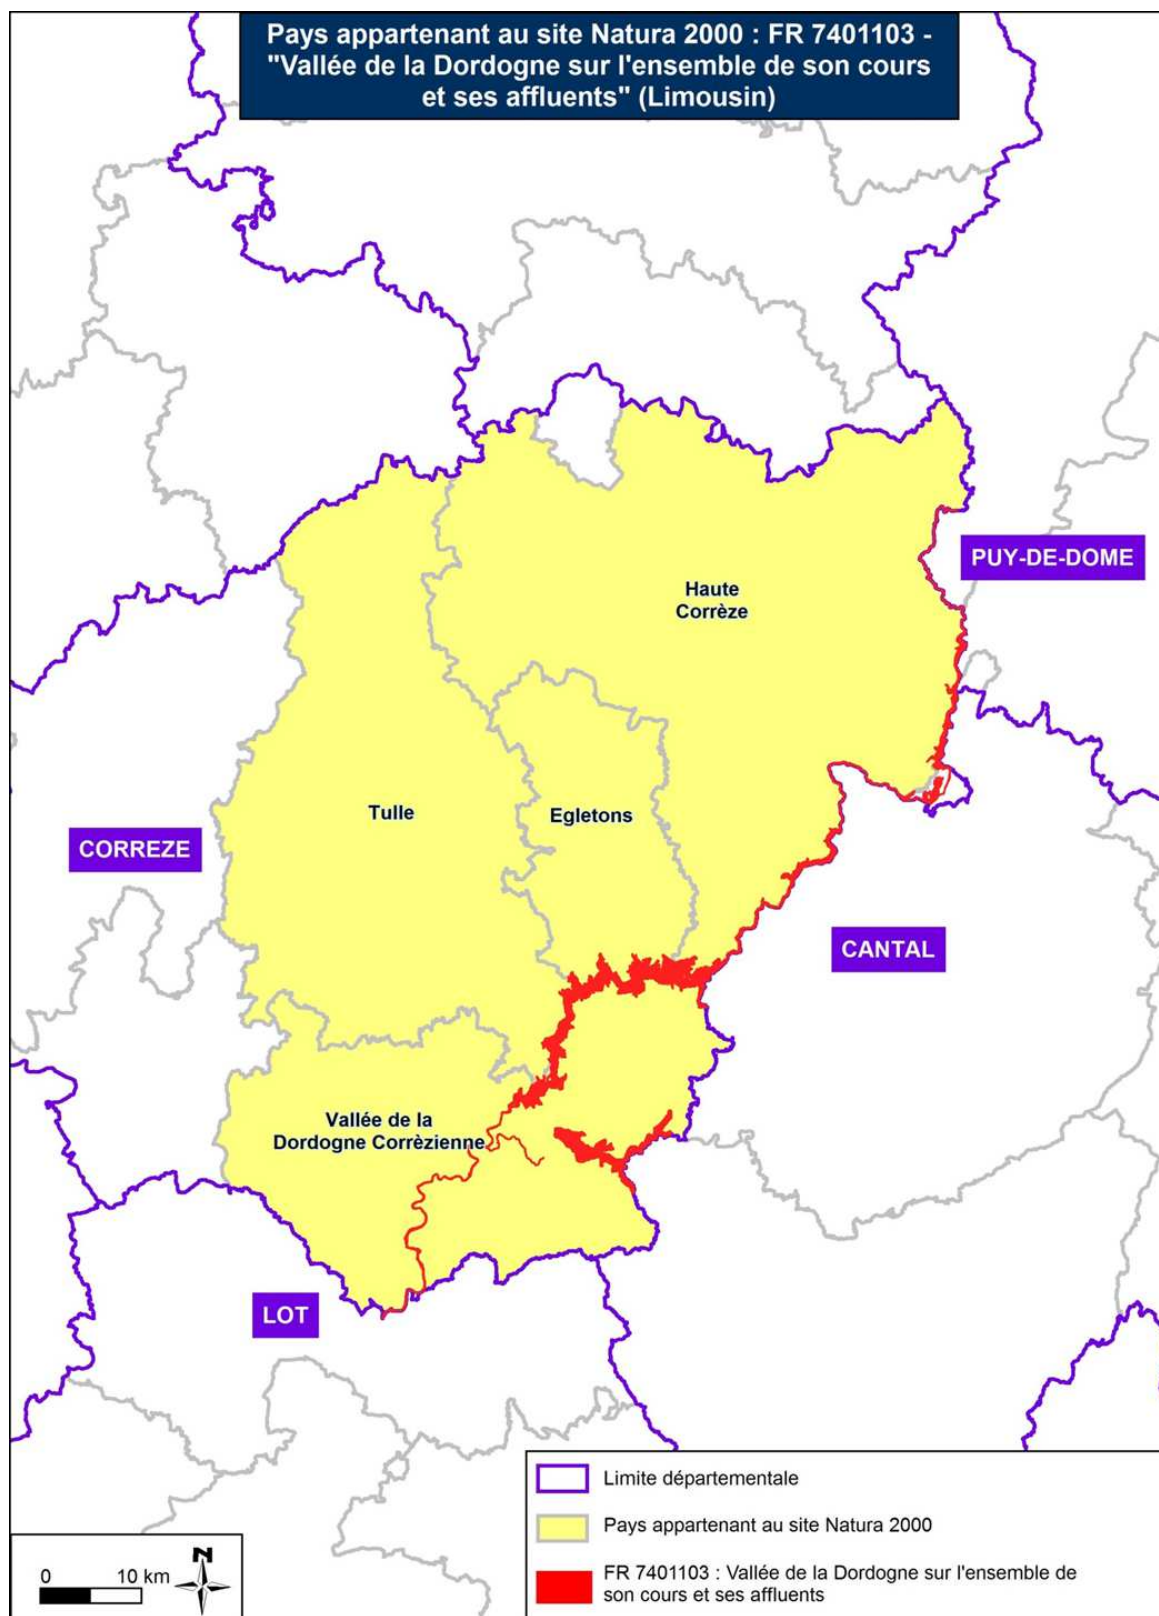 Pays appartenant au site Natura 2000 : FR 7401103 -
"Vallée de la Dordogne sur l'ensemble de son cours
et ses affluents" (Limousin)
PUY-DE-DOME
Haute
Corrèze
Tulle
Egletons
CORREZE
CANTAL
Vallée de la
Dordogne Corrèzienne
LOT
Limite départementale
Pays appartenant au site Natura 2000
FR 7401103 : Vallée de la Dordogne sur l'ensemble de
son cours et ses affluents
0 10 km
N